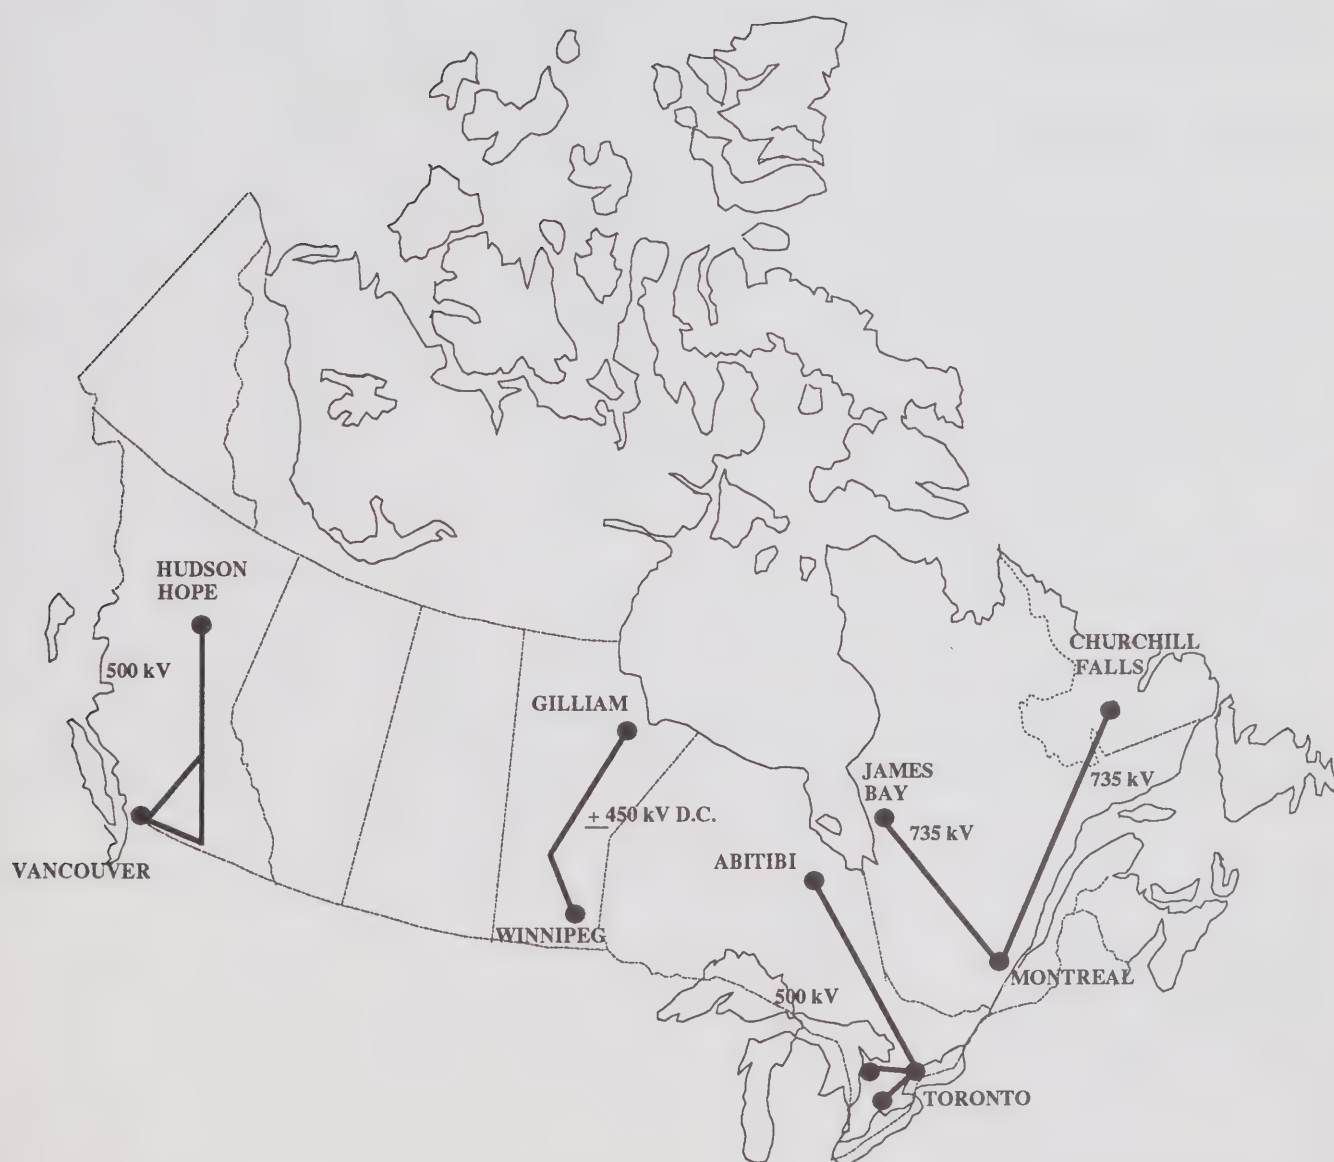 HUDSON
HOPE
500 kV
VANCOUVER
GILLIAM
± 450 kV D.C.
WINNIPEG
ABITIBI
500 kV
TORONTO
JAMES
BAY
735 kV
MONTREAL
CHURCHILL
FALLS
735 kV